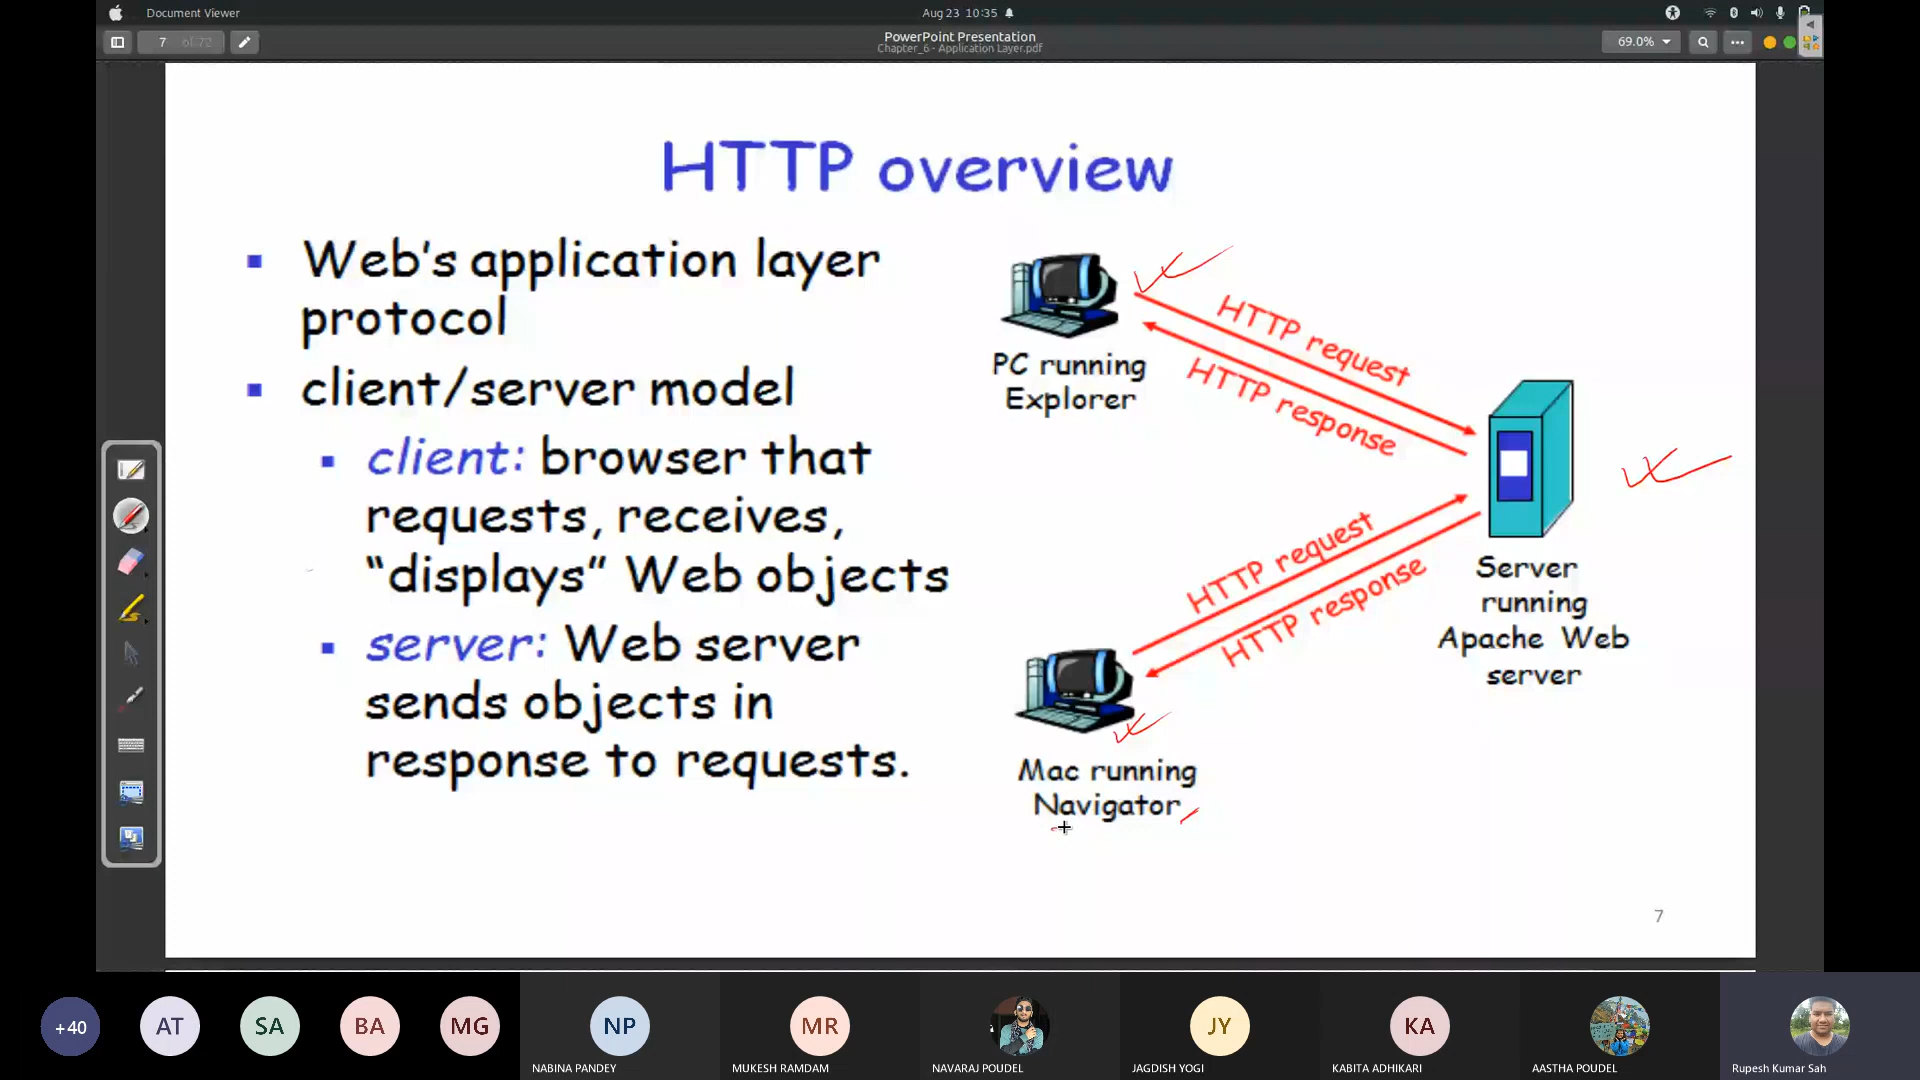 Document Viewer
Aug 23 10:35
7 of 72
PowerPoint Presentation
Chapter_6 - Application Layer.pdf
69.0%
HTTP overview
Web's application layer
protocol
client/server model
client: browser that
requests, receives,
“displays” Web objects
server: Web server
sends objects in
response to requests.
PC running
Explorer
HTTP request
HTTP response
HTTP request
HTTP response
Server
running
Apache Web
server
Mac running
Navigator
7
+40
AT
SA
BA
MG
NP
NABINA PANDEY
MR
MUKESH RAMDAM
NAVARAJ POUDEL
JY
JAGDISH YOGI
KA
KABITA ADHIKARI
AASTHA POUDEL
Rupesh Kumar Sah